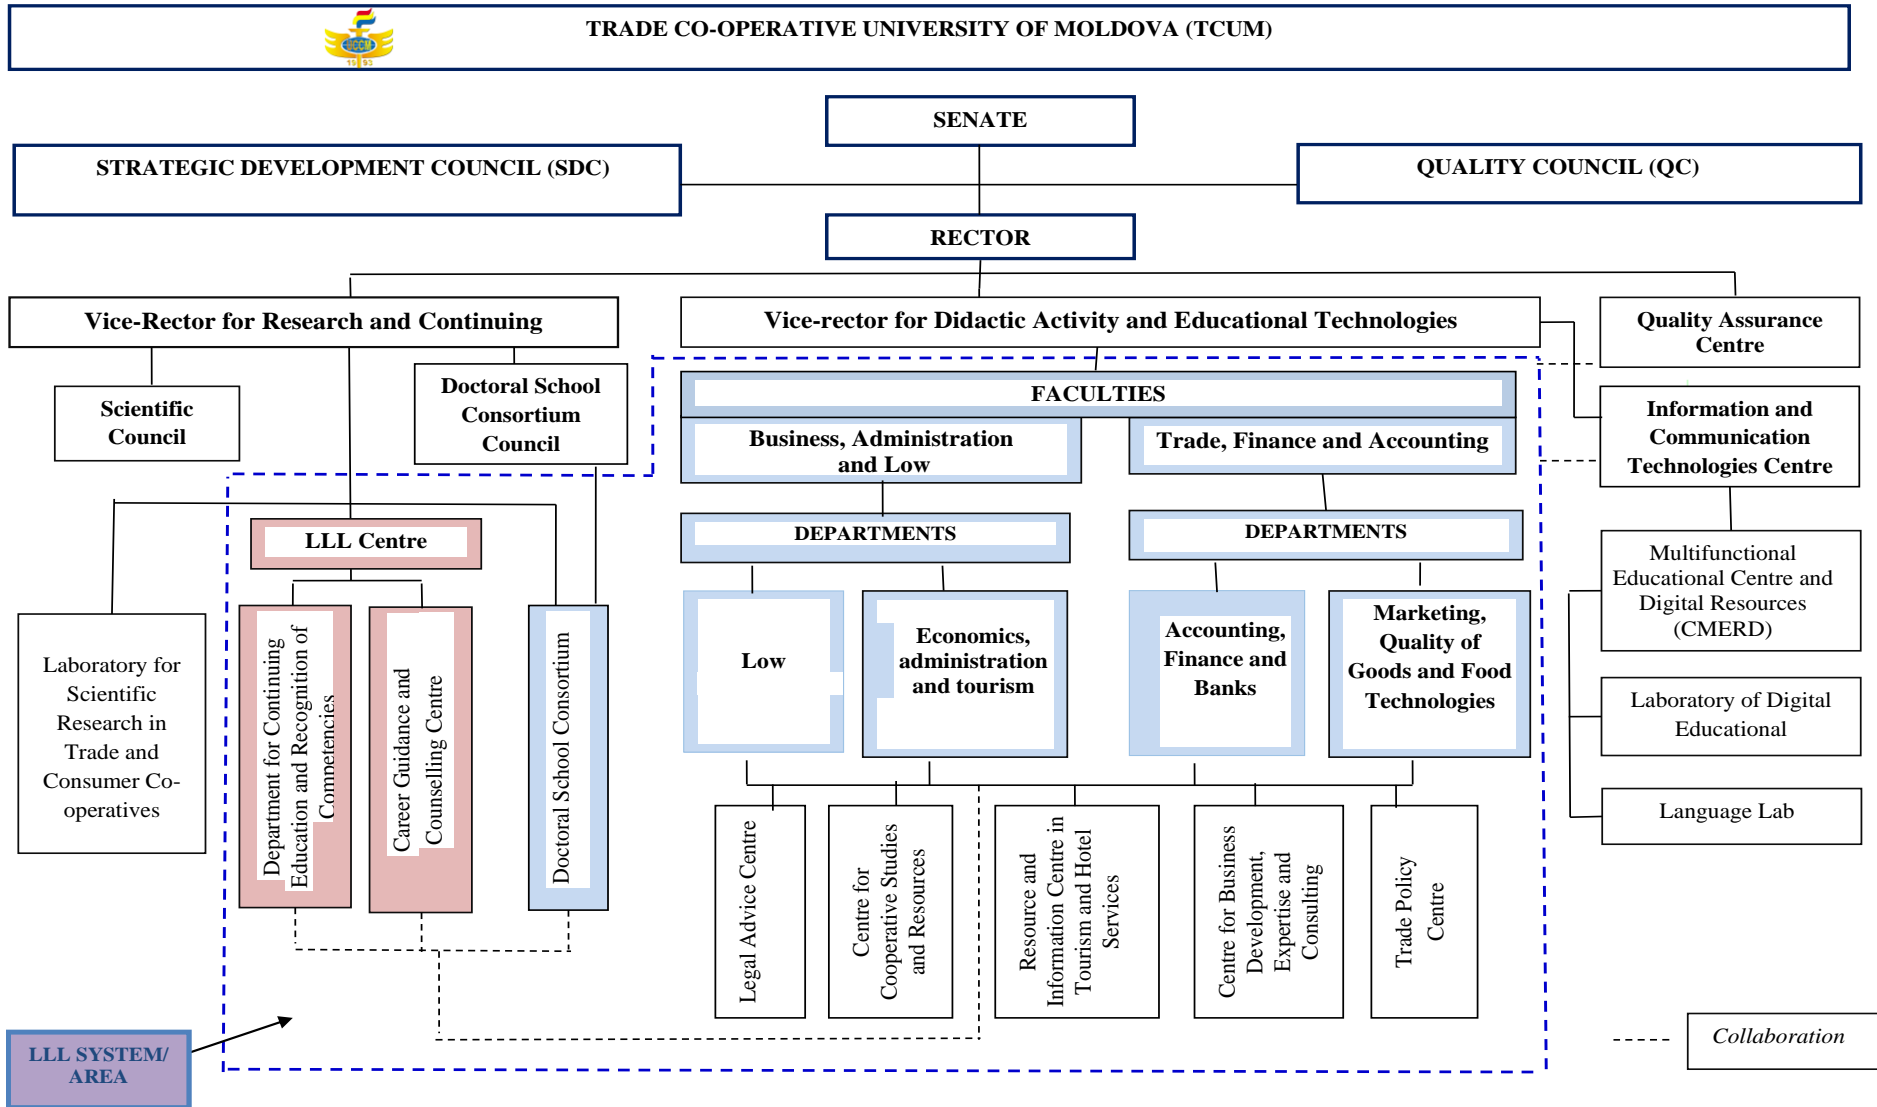 TRADE CO-OPERATIVE UNIVERSITY OF MOLDOVA (TCUM)
1993
SENATE
STRATEGIC DEVELOPMENT COUNCIL (SDC)
QUALITY COUNCIL (QC)
RECTOR
Vice-Rector for Research and Continuing
Vice-rector for Didactic Activity and Educational Technologies
Quality Assurance
Centre
Scientific
Council
Doctoral School
Consortium
Council
FACULTIES
Business, Administration
and Low
Trade, Finance and Accounting
Information and
Communication
Technologies Centre
LLL Centre
DEPARTMENTS
DEPARTMENTS
Laboratory for
Scientific
Research in
Trade and
Consumer Co-
operatives
Department for Continuing
Education and Recognition of
Competencies
Career Guidance and
Counselling Centre
Doctoral School Consortium
Low
Economics,
administration
and tourism
Accounting,
Finance and
Banks
Marketing,
Quality of
Goods and Food
Technologies
Multifunctional
Educational Centre and
Digital Resources
(CMERD)
Laboratory of Digital
Educational
Language Lab
Legal Advice Centre
Centre for
Cooperative Studies
and Resources
Resource and
Information Centre in
Tourism and Hotel
Services
Centre for Business
Development,
Expertise and
Consulting
Trade Policy
Centre
LLL SYSTEM/
AREA
Collaboration